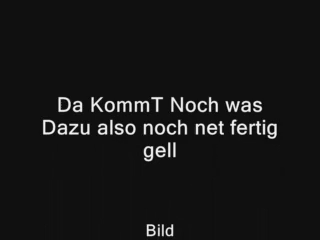 Da KommT Noch was
Dazu also noch net fertig
gell
Bild